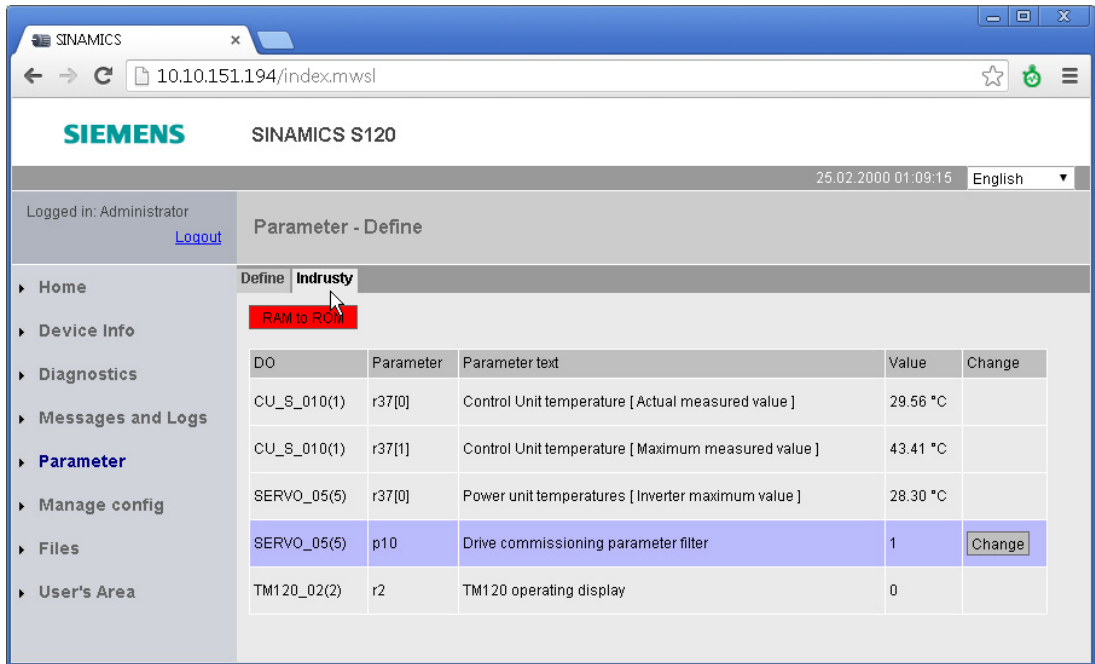 SINAMICS
10.10.151.194/index.mwsl
SIEMENS SINAMICS S120
25.02.2000 01:09:15 English
Logged in: Administrator
Logout
Parameter - Define
Define Indrusty
RAM to ROM
Home
Device Info
Diagnostics
Messages and Logs
Parameter
Manage config
Files
User's Area
DO Parameter Parameter text Value Change
CU_S_010(1) r37[0] Control Unit temperature [ Actual measured value ] 29.56 °C
CU_S_010(1) r37[1] Control Unit temperature [ Maximum measured value ] 43.41 °C
SERVO_05(5) r37[0] Power unit temperatures [ Inverter maximum value ] 28.30 °C
SERVO_05(5) p10 Drive commissioning parameter filter 1 Change
TM120_02(2) r2 TM120 operating display 0